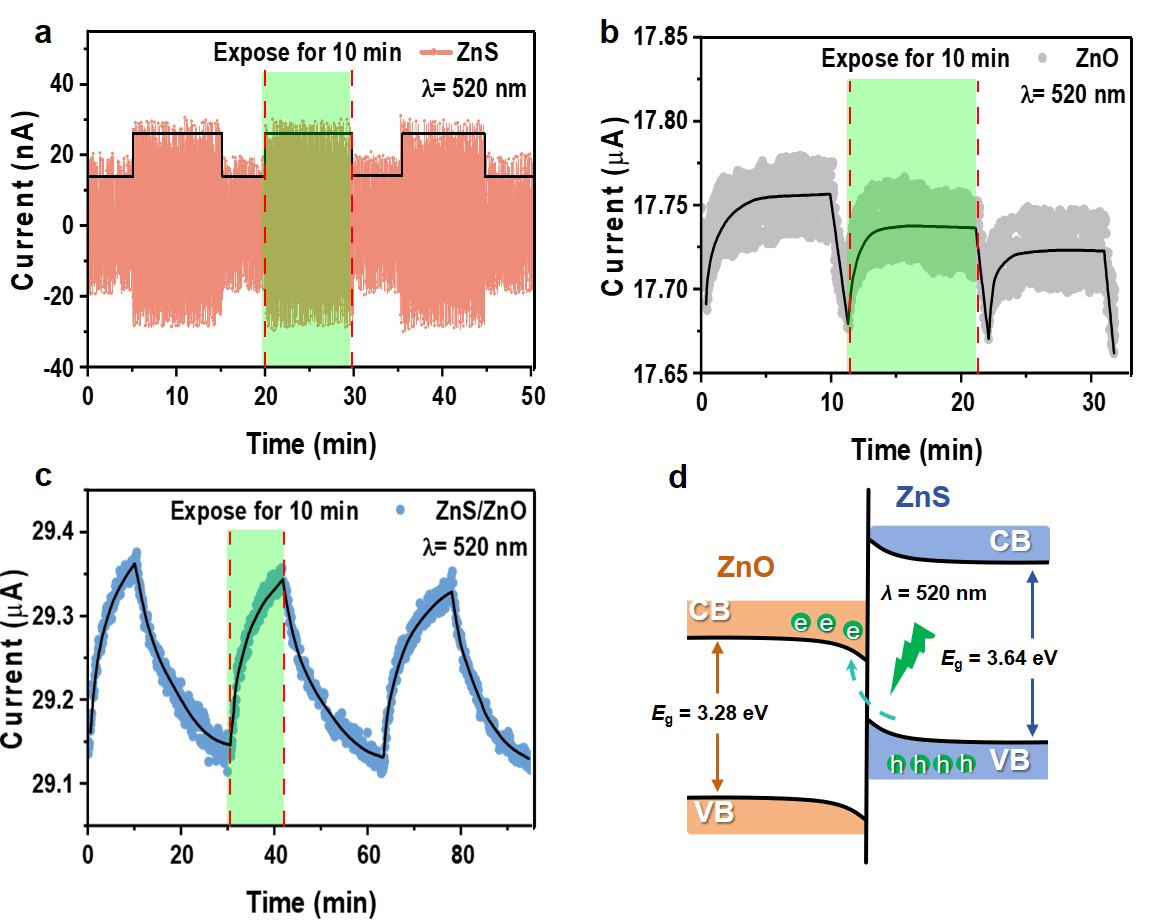 a
Expose for 10 min
ZnS
λ= 520 nm
Current (nA)
40
20
0
-20
-40
0 10 20 30 40 50
Time (min)
b
Expose for 10 min
ZnO
λ= 520 nm
Current (μA)
17.85
17.80
17.75
17.70
17.65
0 10 20 30
Time (min)
c
Expose for 10 min
ZnS/ZnO
λ= 520 nm
Current (μA)
29.4
29.3
29.2
29.1
0 20 40 60 80
Time (min)
d
ZnS
CB
ZnO
λ = 520 nm
CB
e e e
Eg = 3.64 eV
Eg = 3.28 eV
VB
h h h h
VB